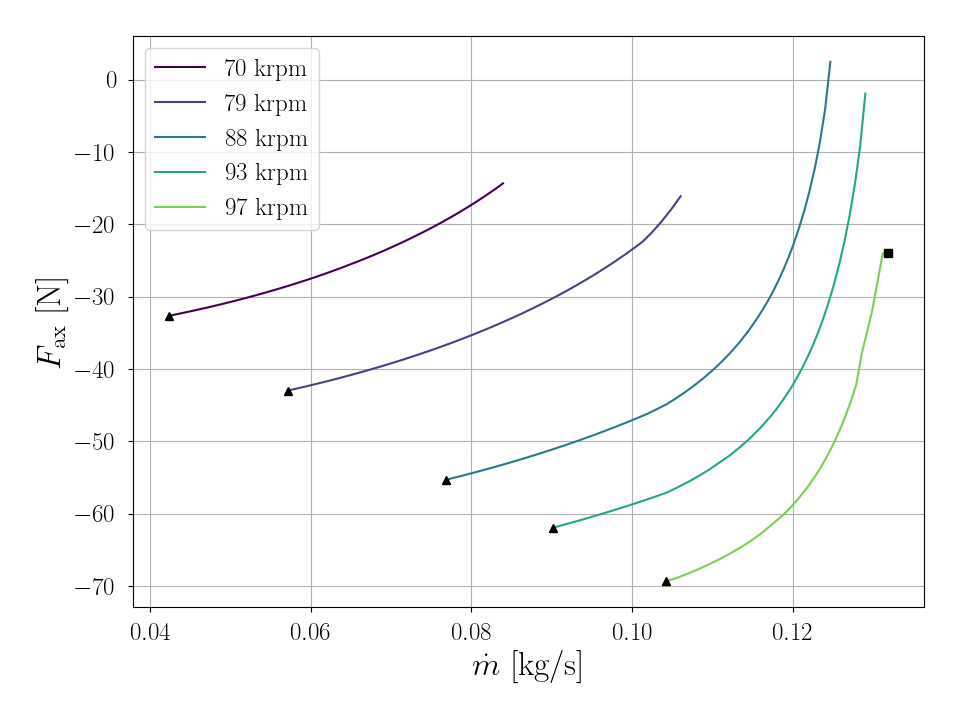 70 krpm
79 krpm
88 krpm
93 krpm
97 krpm
0
−10
−20
−30
−40
−50
−60
−70
F_ax [N]
0.04 0.06 0.08 0.10 0.12
ṁ [kg/s]